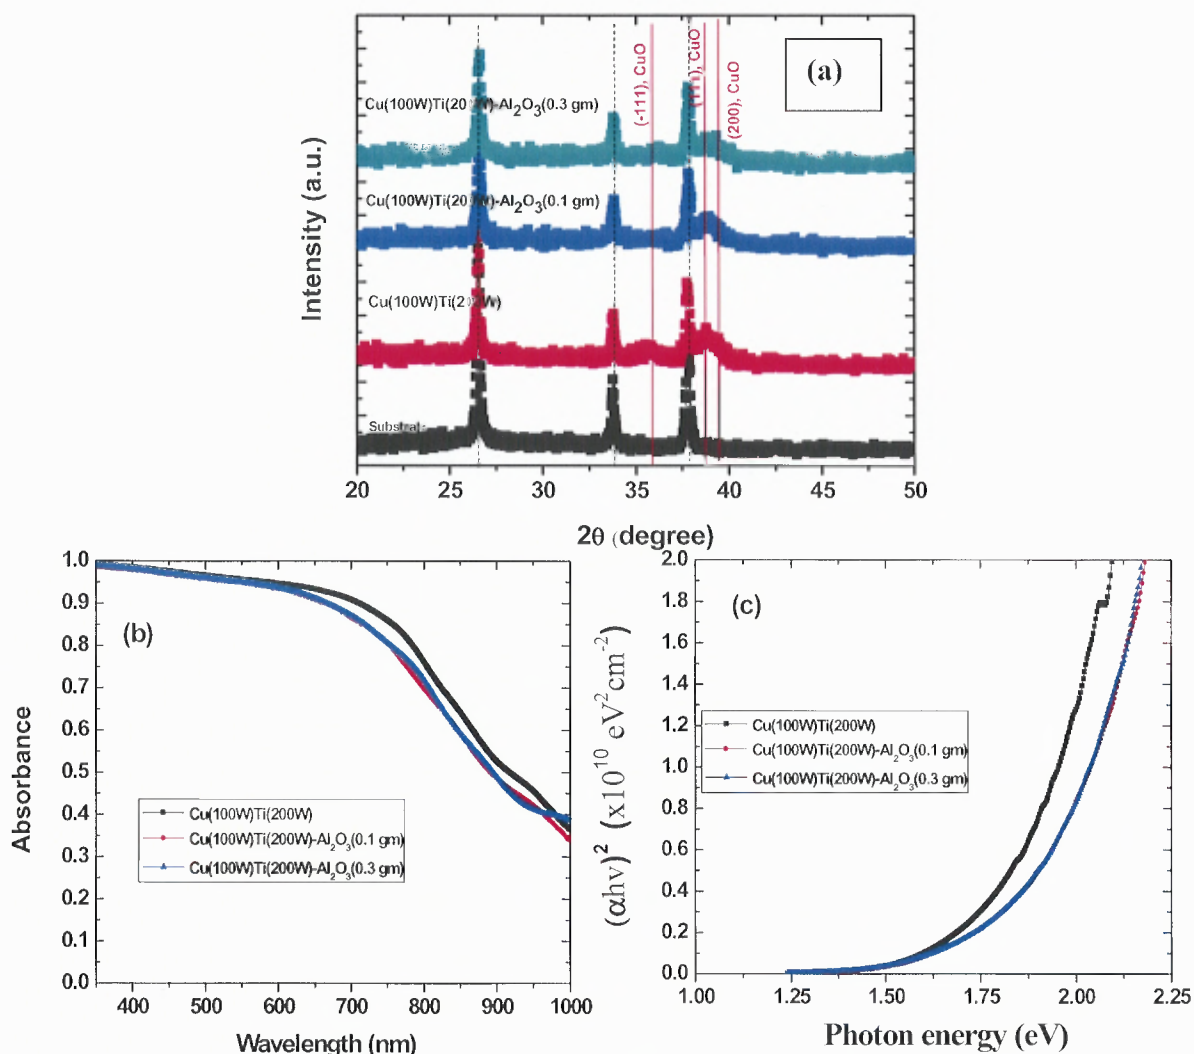 (a)
(-111), CuO
(111), CuO
(200), CuO
Cu(100W)Ti(200W)-Al2O3(0.3 gm)
Cu(100W)Ti(200W)-Al2O3(0.1 gm)
Cu(100W)Ti(200W)
Substrate
Intensity (a.u.)
20 25 30 35 40 45 50
2θ (degree)
(b)
1.0
0.9
0.8
0.7
0.6
0.5
0.4
0.3
0.2
0.1
0.0
Absorbance
Cu(100W)Ti(200W)
Cu(100W)Ti(200W)-Al2O3(0.1 gm)
Cu(100W)Ti(200W)-Al2O3(0.3 gm)
400 500 600 700 800 900 1000
Wavelength (nm)
(c)
2.0
1.8
1.6
1.4
1.2
1.0
0.8
0.6
0.4
0.2
0.0
(αhν)² (x10¹⁰ eV²cm⁻²)
Cu(100W)Ti(200W)
Cu(100W)Ti(200W)-Al2O3(0.1 gm)
Cu(100W)Ti(200W)-Al2O3(0.3 gm)
1.00 1.25 1.50 1.75 2.00 2.25
Photon energy (eV)